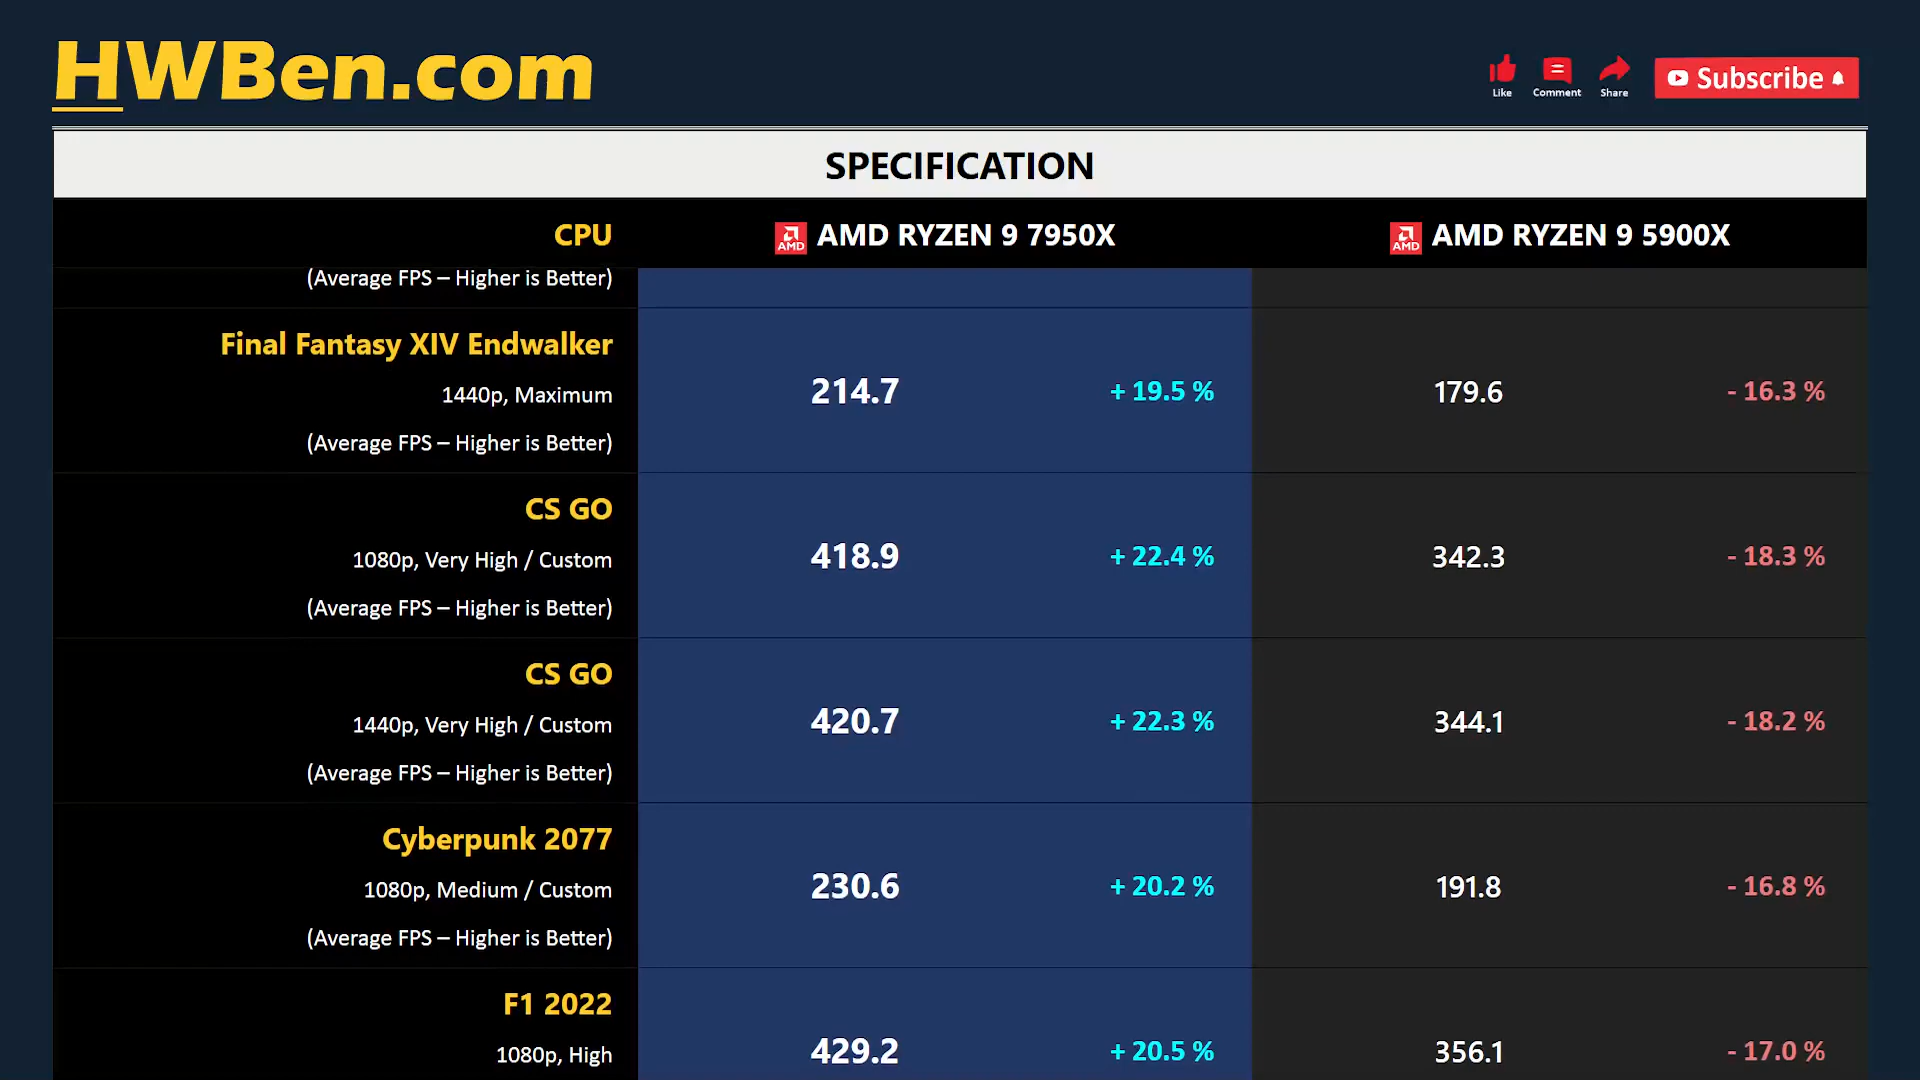 HWBen.com
Like Comment Share Subscribe
SPECIFICATION
CPU AMD AMD RYZEN 9 7950X AMD AMD RYZEN 9 5900X
(Average FPS – Higher is Better)
Final Fantasy XIV Endwalker
1440p, Maximum
(Average FPS – Higher is Better)
214.7 + 19.5 % 179.6 - 16.3 %
CS GO
1080p, Very High / Custom
(Average FPS – Higher is Better)
418.9 + 22.4 % 342.3 - 18.3 %
CS GO
1440p, Very High / Custom
(Average FPS – Higher is Better)
420.7 + 22.3 % 344.1 - 18.2 %
Cyberpunk 2077
1080p, Medium / Custom
(Average FPS – Higher is Better)
230.6 + 20.2 % 191.8 - 16.8 %
F1 2022
1080p, High
429.2 + 20.5 % 356.1 - 17.0 %